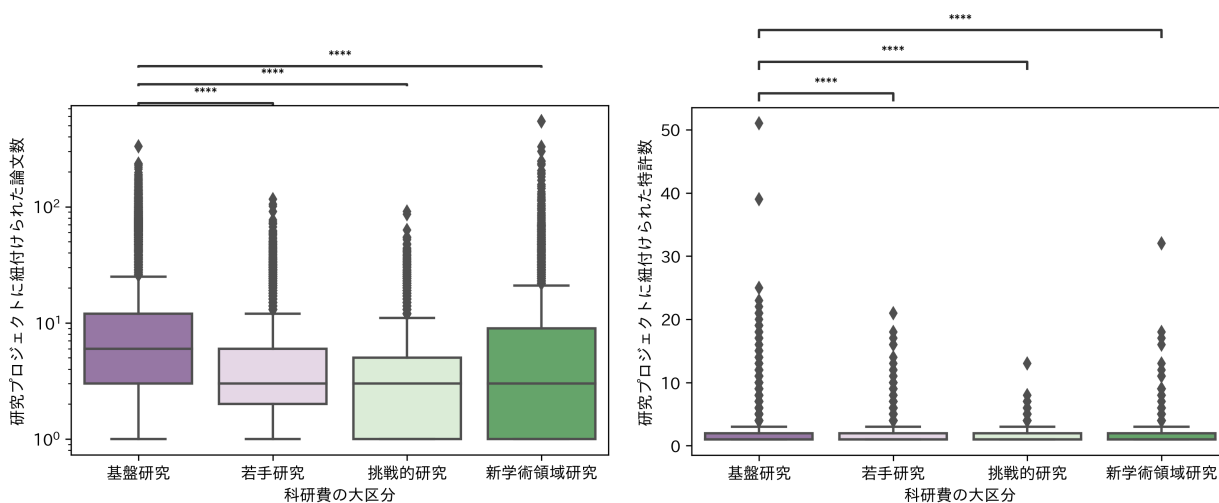 ****
****
****
研究プロジェクトに紐付けられた論文数
10²
10¹
10⁰
基盤研究 若手研究 挑戦的研究 新学術領域研究
科研費の大区分
****
****
****
研究プロジェクトに紐付けられた特許数
50
40
30
20
10
0
基盤研究 若手研究 挑戦的研究 新学術領域研究
科研費の大区分